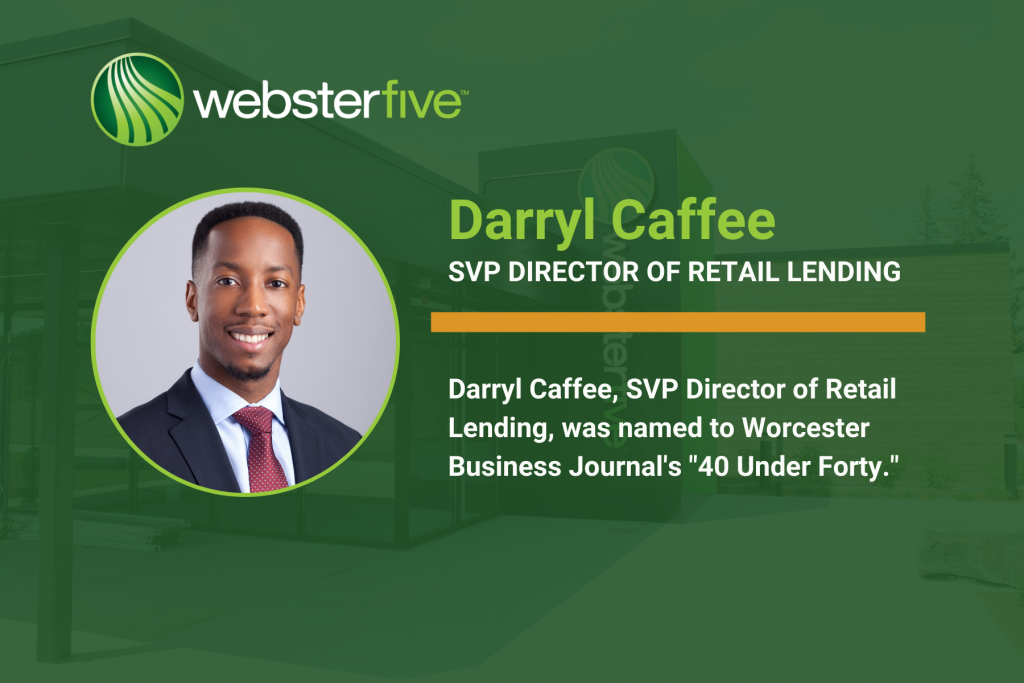 websterfive™
Darryl Caffee
SVP DIRECTOR OF RETAIL LENDING
Darryl Caffee, SVP Director of Retail
Lending, was named to Worcester
Business Journal's "40 Under Forty."
websterfive